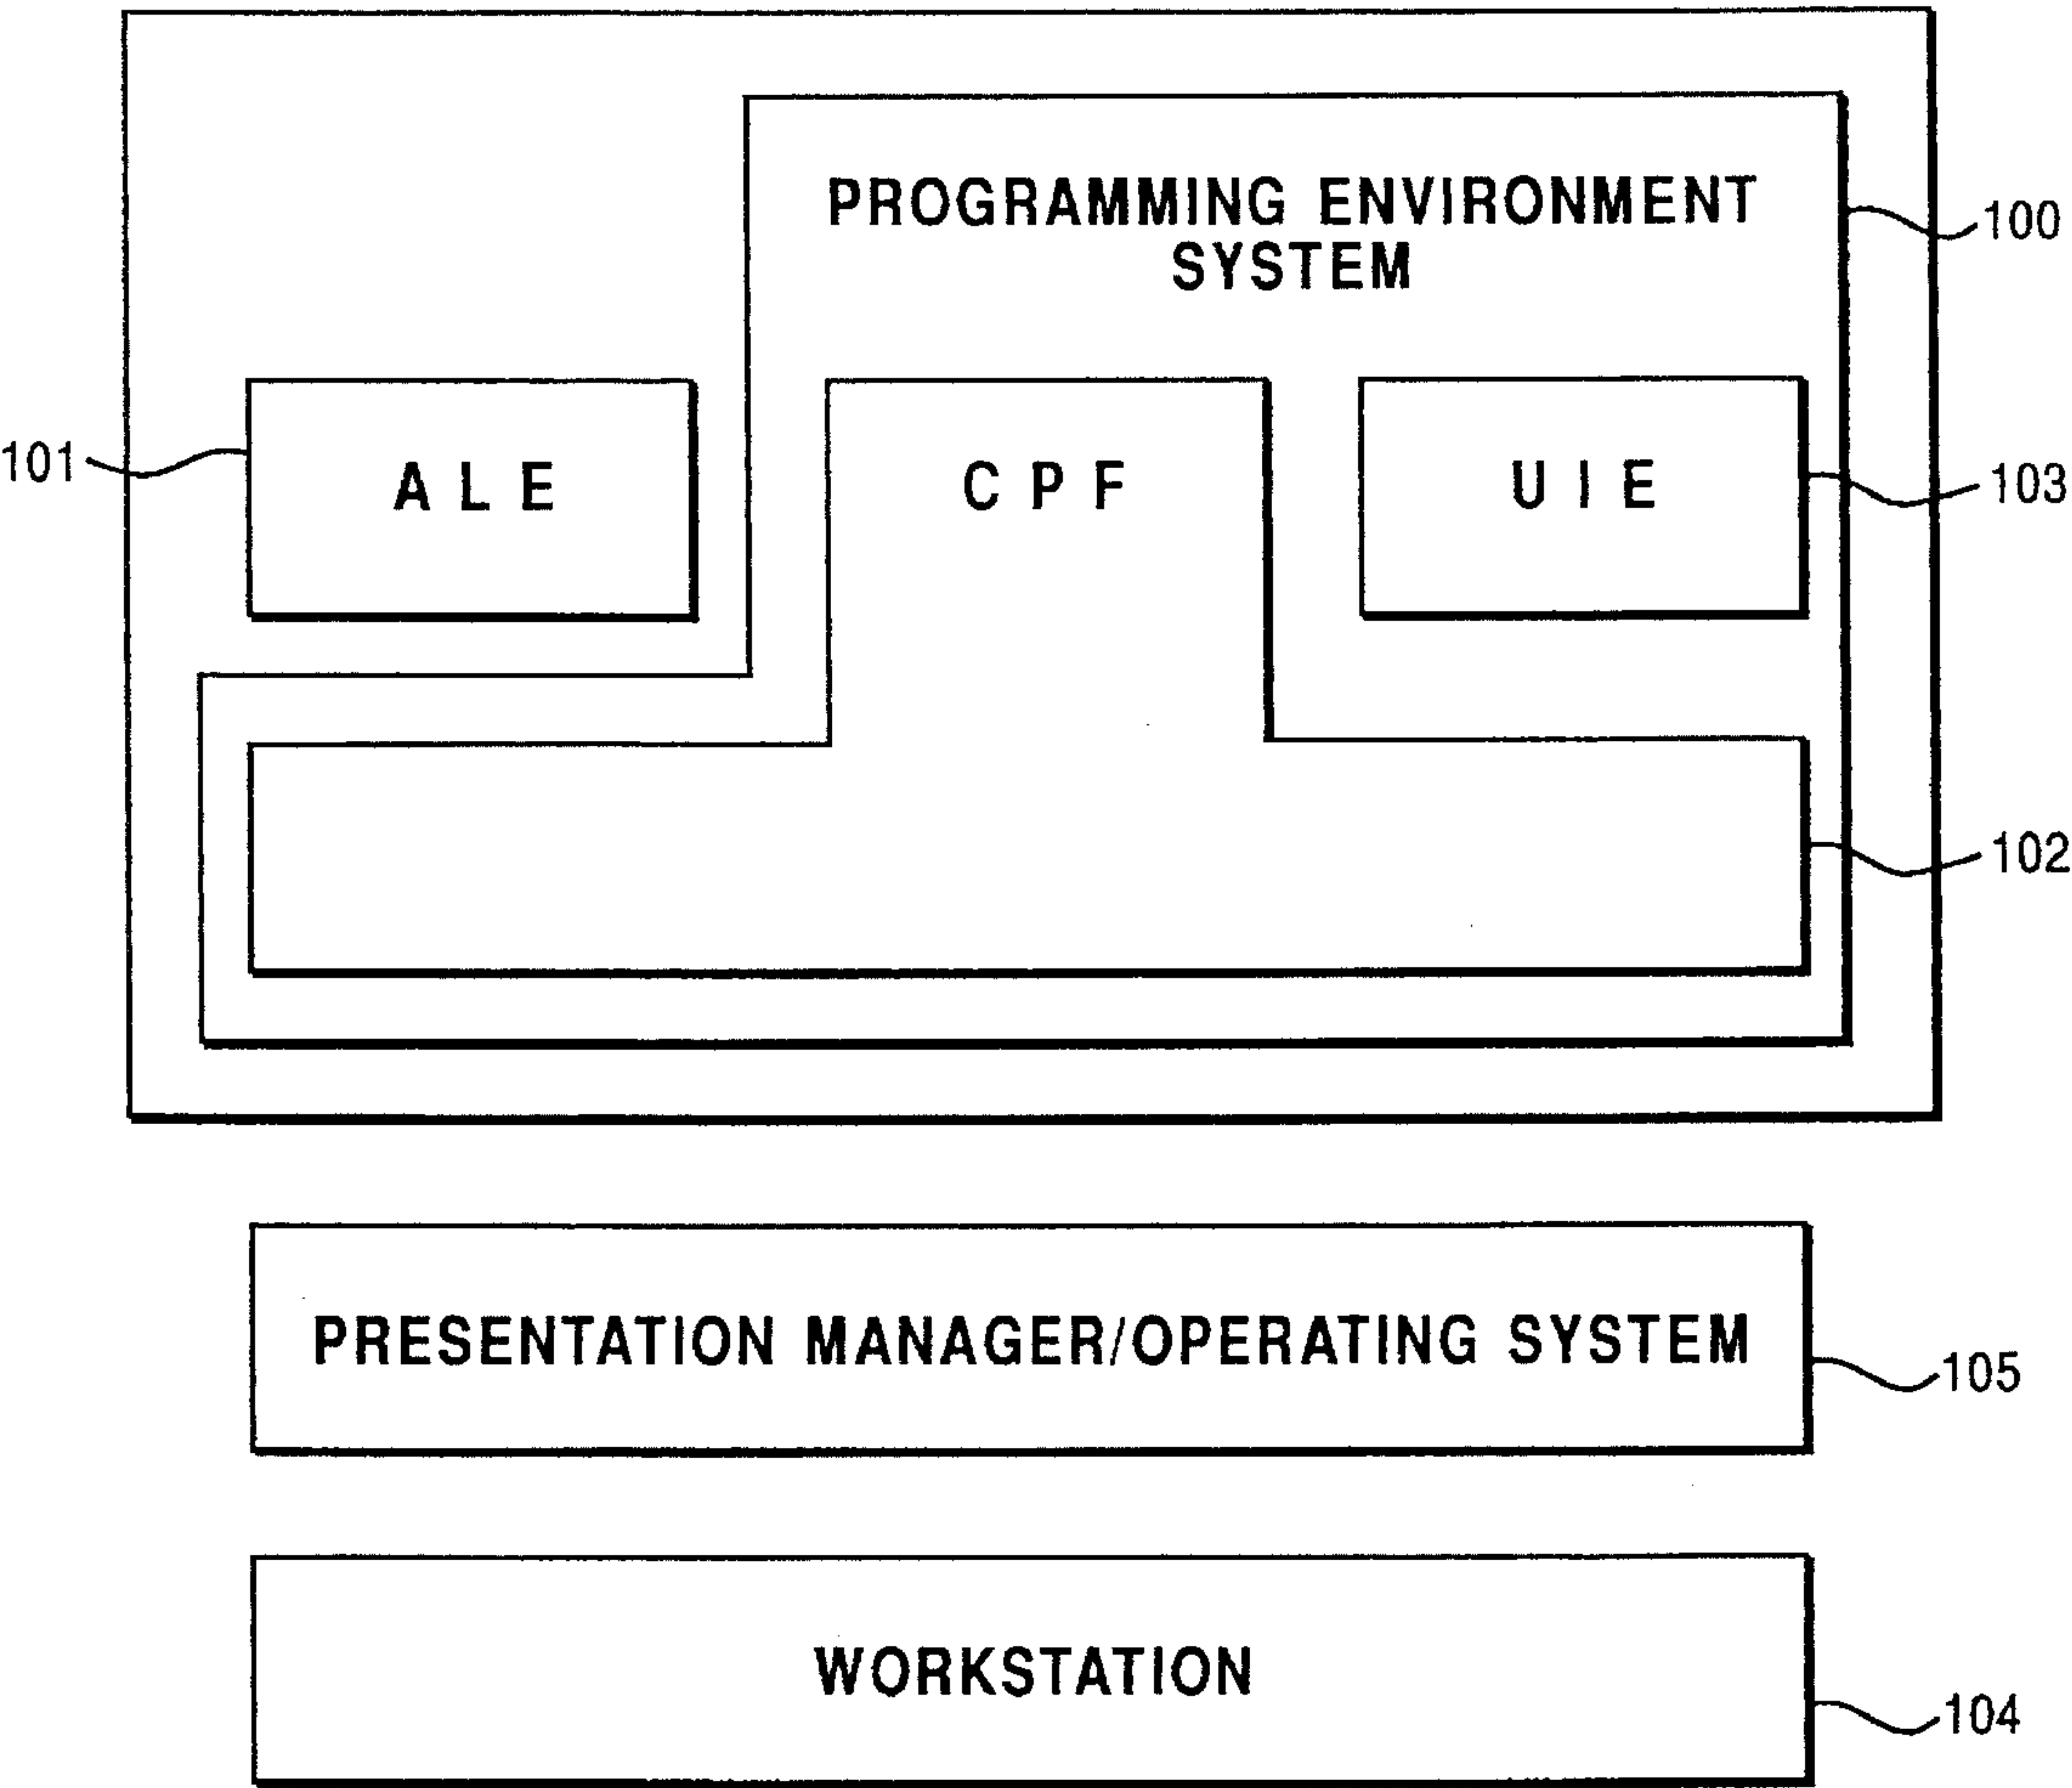 PROGRAMMING ENVIRONMENT
SYSTEM
100
101
A L E
C P F
U I E
103
102
PRESENTATION MANAGER/OPERATING SYSTEM
105
WORKSTATION
104